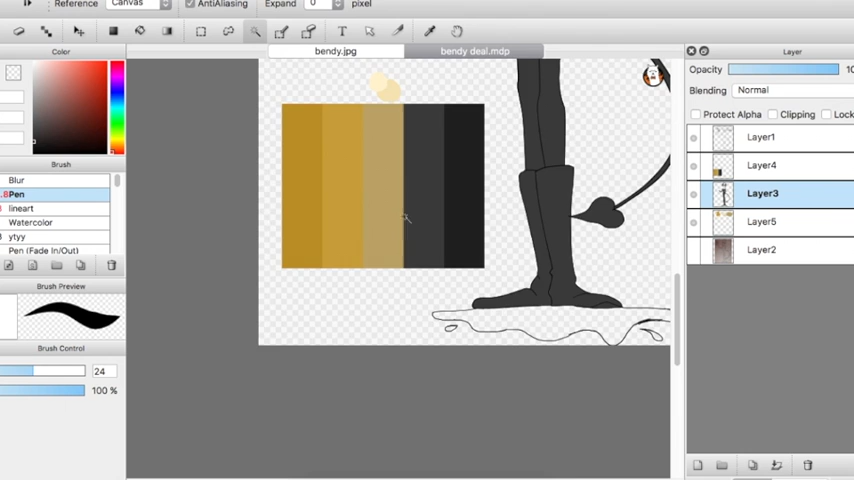 Reference Canvas AntiAliasing Expand 0 pixel
T
bendy.jpg bendy deal.mdp
Color
Brush
Blur
Pen
lineart
Watercolor
ytyy
Pen (Fade In/Out)
Brush Preview
Brush Control
24
100 %
Layer
Opacity 10
Blending Normal
Protect Alpha Clipping Lock
Layer1
Layer4
Layer3
Layer5
Layer2